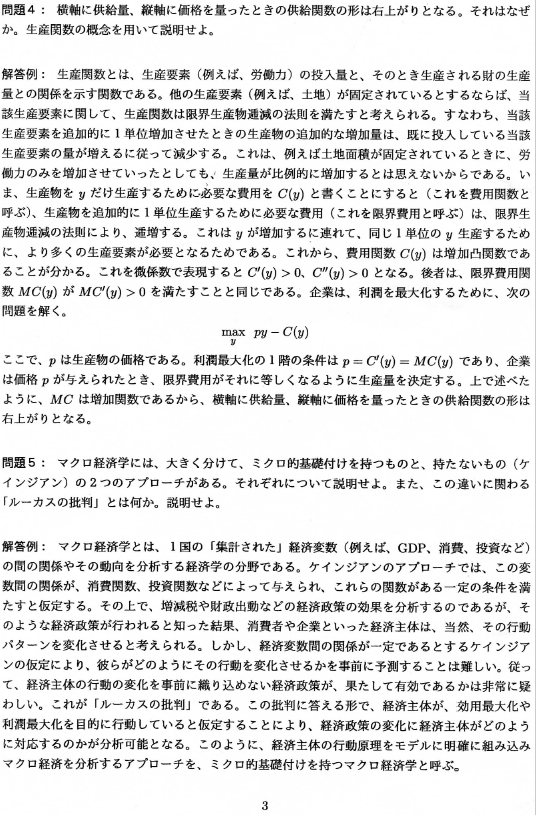 問題４： 横軸に供給量、縦軸に価格を量ったときの供給関数の形は右上がりとなる。それはなぜ
か。生産関数の概念を用いて説明せよ。
解答例： 生産関数とは、生産要素（例えば、労働力）の投入量と、そのとき生産される財の生産
量との関係を示す関数である。他の生産要素（例えば、土地）が固定されているとするならば、当
該生産要素に関して、生産関数は限界生産物逓減の法則を満たすと考えられる。すなわち、当該
生産要素を追加的に１単位増加させたときの生産物の追加的な増加量は、既に投入している当該
生産要素の量が増えるに従って減少する。これは、例えば土地面積が固定されているときに、労
働力のみを増加させていったとしても、生産量が比例的に増加するとは思えないからである。い
ま、生産物を y だけ生産するために必要な費用を C(y) と書くことにすると（これを費用関数と
呼ぶ）、生産物を追加的に１単位生産するために必要な費用（これを限界費用と呼ぶ）は、限界生
産物逓減の法則により、逓増する。これは y が増加するに連れて、同じ１単位の y 生産するため
に、より多くの生産要素が必要となるためである。これから、費用関数 C(y) は増加凸関数であ
ることが分かる。これを微係数で表現すると C′(y) > 0、C″(y) > 0 となる。後者は、限界費用関
数 MC(y) が MC′(y) > 0 を満たすことと同じである。企業は、利潤を最大化するために、次の
問題を解く。
max py − C(y)
y
ここで、p は生産物の価格である。利潤最大化の１階の条件は p = C′(y) = MC(y) であり、企業
は価格 p が与えられたとき、限界費用がそれに等しくなるように生産量を決定する。上で述べた
ように、MC は増加関数であるから、横軸に供給量、縦軸に価格を量ったときの供給関数の形は
右上がりとなる。
問題５： マクロ経済学には、大きく分けて、ミクロ的基礎付けを持つものと、持たないもの（ケ
インジアン）の２つのアプローチがある。それぞれについて説明せよ。また、この違いに関わる
「ルーカスの批判」とは何か。説明せよ。
解答例： マクロ経済学とは、１国の「集計された」経済変数（例えば、GDP、消費、投資など）
の間の関係やその動向を分析する経済学の分野である。ケインジアンのアプローチでは、この変
数間の関係が、消費関数、投資関数などによって与えられ、これらの関数がある一定の条件を満
たすと仮定する。その上で、増減税や財政出動などの経済政策の効果を分析するのであるが、そ
のような経済政策が行われると知った結果、消費者や企業といった経済主体は、当然、その行動
パターンを変化させると考えられる。しかし、経済変数間の関係が一定であるとするケインジア
ンの仮定により、彼らがどのようにその行動を変化させるかを事前に予測することは難しい。従っ
て、経済主体の行動の変化を事前に織り込めない経済政策が、果たして有効であるかは非常に疑
わしい。これが「ルーカスの批判」である。この批判に答える形で、経済主体が、効用最大化や
利潤最大化を目的に行動していると仮定することにより、経済政策の変化に経済主体がどのよう
に対応するのかが分析可能となる。このように、経済主体の行動原理をモデルに明確に組み込み
マクロ経済を分析するアプローチを、ミクロ的基礎付けを持つマクロ経済学と呼ぶ。
3